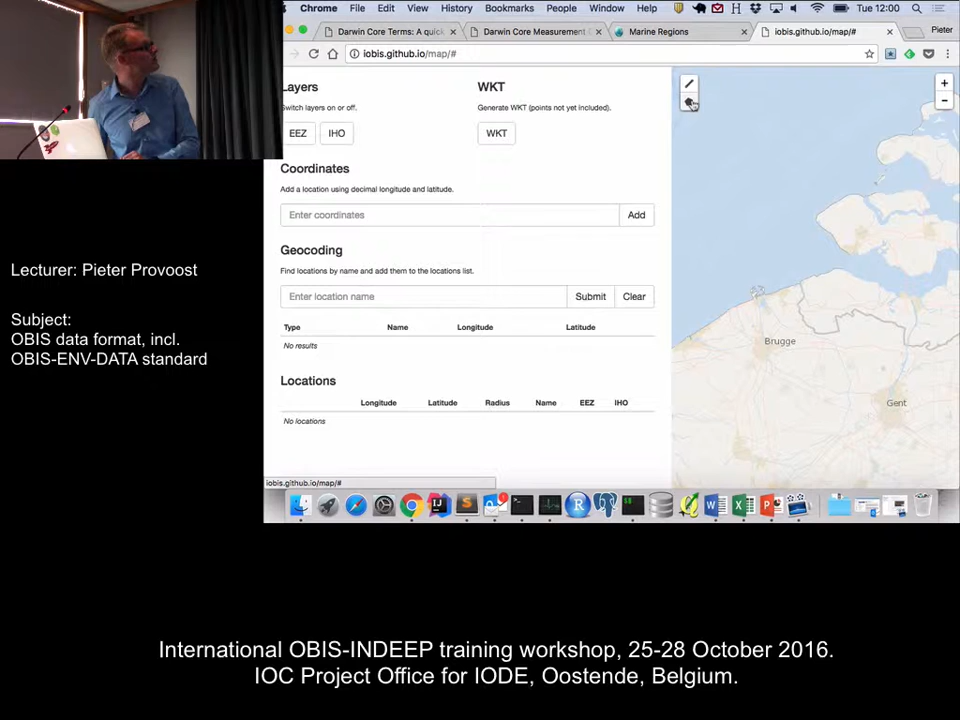 Chrome File Edit View History Bookmarks People Window Help Tue 12:00
Darwin Core Terms: A quick
Darwin Core Measurement
Marine Regions
iobis.github.io/map/#
Pieter
iobis.github.io/map/#
Layers
Switch layers on or off.
EEZ
IHO
WKT
Generate WKT (points not yet included).
WKT
Coordinates
Add a location using decimal longitude and latitude.
Enter coordinates
Add
Geocoding
Find locations by name and add them to the locations list.
Enter location name
Submit
Clear
Type Name Longitude Latitude
No results
Locations
Longitude Latitude Radius Name EEZ IHO
No locations
iobis.github.io/map/#
+
-
Brugge
Gent
Lecturer: Pieter Provoost
Subject:
OBIS data format, incl.
OBIS-ENV-DATA standard
International OBIS-INDEEP training workshop, 25-28 October 2016.
IOC Project Office for IODE, Oostende, Belgium.